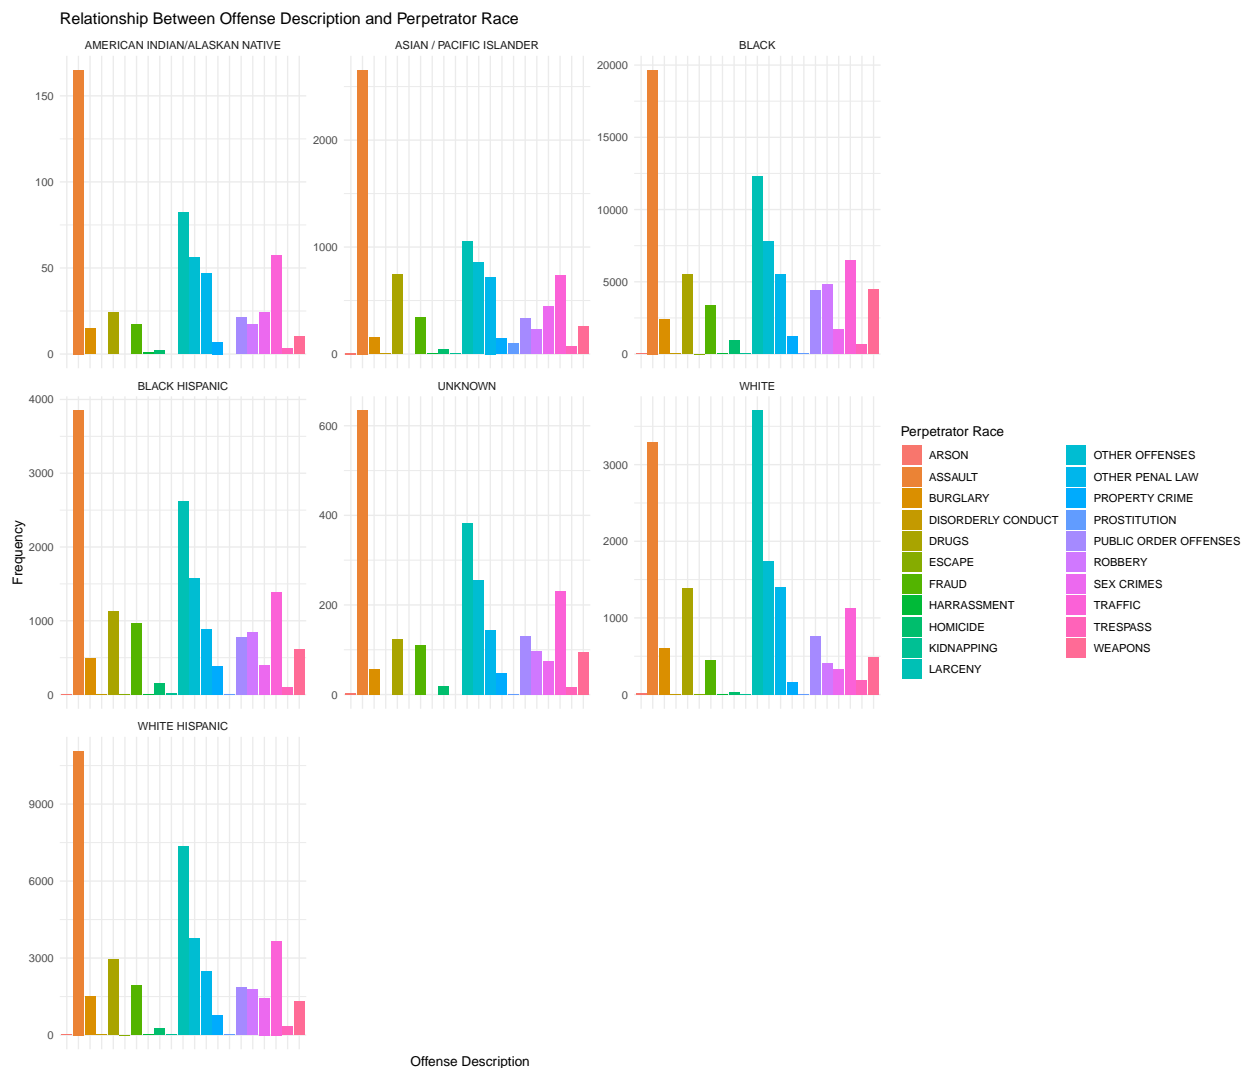 Relationship Between Offense Description and Perpetrator Race
AMERICAN INDIAN/ALASKAN NATIVE
150
100
50
0
ASIAN / PACIFIC ISLANDER
2000
1000
0
BLACK
20000
15000
10000
5000
0
BLACK HISPANIC
4000
3000
2000
1000
0
UNKNOWN
600
400
200
0
WHITE
3000
2000
1000
0
WHITE HISPANIC
9000
6000
3000
0
Frequency
Offense Description
Perpetrator Race
ARSON
ASSAULT
BURGLARY
DISORDERLY CONDUCT
DRUGS
ESCAPE
FRAUD
HARRASSMENT
HOMICIDE
KIDNAPPING
LARCENY
OTHER OFFENSES
OTHER PENAL LAW
PROPERTY CRIME
PROSTITUTION
PUBLIC ORDER OFFENSES
ROBBERY
SEX CRIMES
TRAFFIC
TRESPASS
WEAPONS